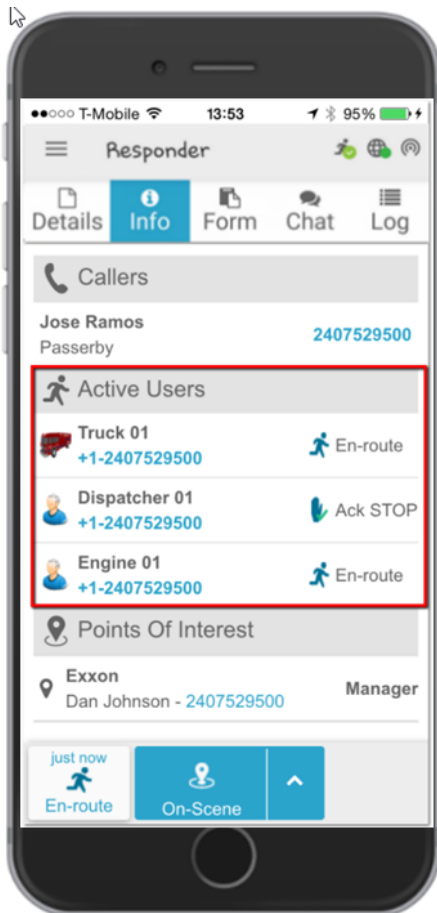 T-Mobile 13:53 95%
Responder
Details Info Form Chat Log
Callers
Jose Ramos
Passerby 2407529500
Active Users
Truck 01
+1-2407529500 En-route
Dispatcher 01
+1-2407529500 Ack STOP
Engine 01
+1-2407529500 En-route
Points Of Interest
Exxon
Dan Johnson - 2407529500 Manager
just now
En-route On-Scene